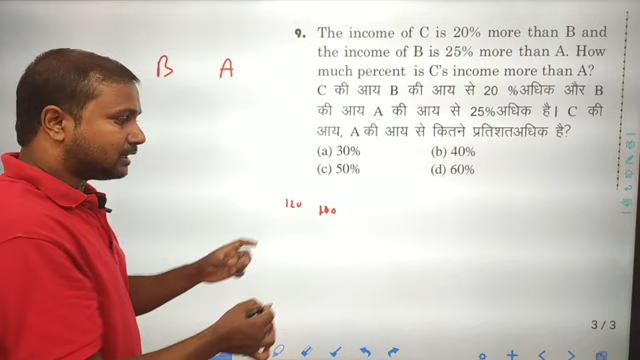 9. The income of C is 20% more than B and
the income of B is 25% more than A. How
much percent is C's income more than A?
C की आय B की आय से 20 %अधिक और B
की आय A की आय से 25%अधिक है। C की
आय, A की आय से कितने प्रतिशतअधिक है?
(a) 30% (b) 40%
(c) 50% (d) 60%
B A
120 100
3 / 3